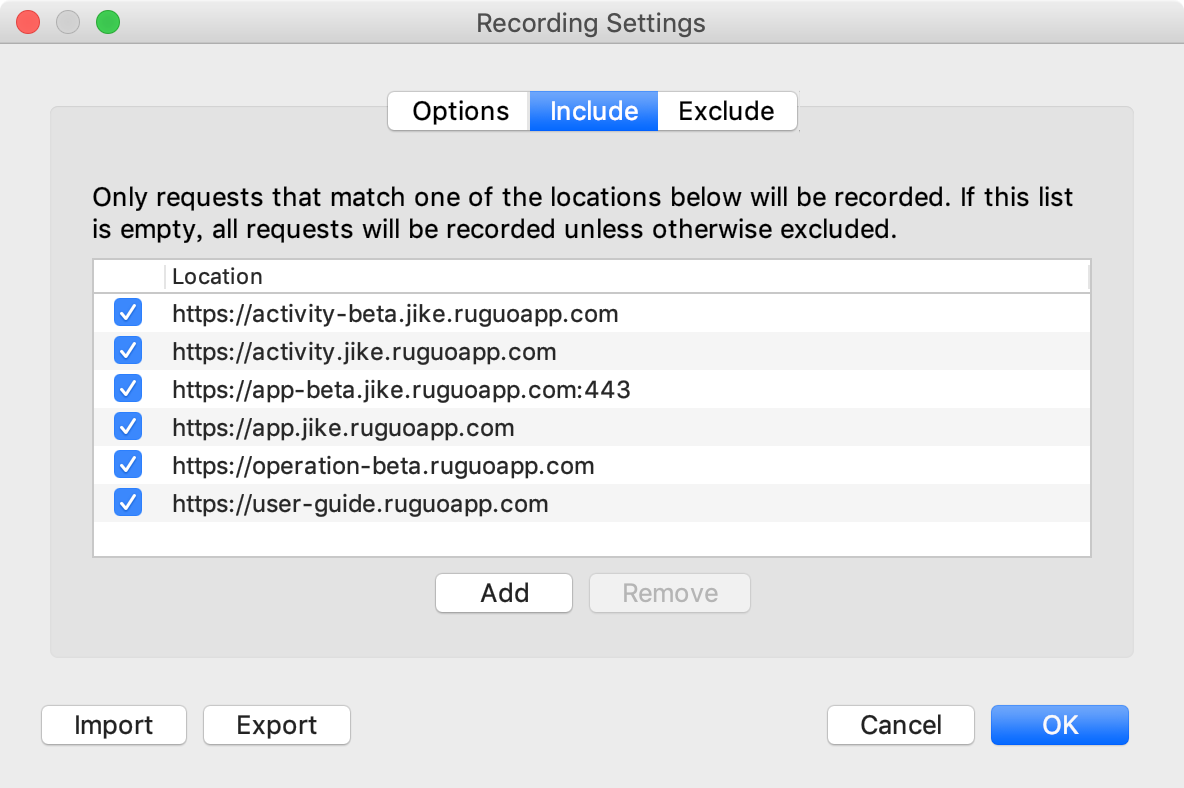 Recording Settings
Options Include Exclude
Only requests that match one of the locations below will be recorded. If this list
is empty, all requests will be recorded unless otherwise excluded.
Location
https://activity-beta.jike.ruguoapp.com
https://activity.jike.ruguoapp.com
https://app-beta.jike.ruguoapp.com:443
https://app.jike.ruguoapp.com
https://operation-beta.ruguoapp.com
https://user-guide.ruguoapp.com
Add Remove
Import Export Cancel OK